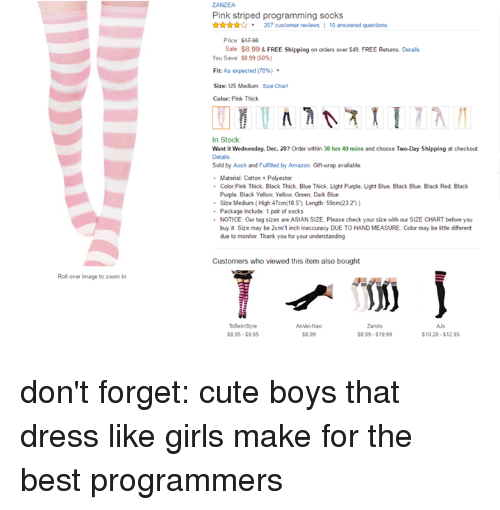 ZANZEA
Pink striped programming socks
207 customer reviews | 10 answered questions
Price: $17.98
Sale: $8.99 & FREE Shipping on orders over $49. FREE Returns. Details
You Save: $8.99 (50%)
Fit: As expected (70%)
Size: US Medium Size Chart
Color: Pink Thick
In Stock.
Want it Wednesday, Dec. 28? Order within 30 hrs 49 mins and choose Two-Day Shipping at checkout.
Details
Sold by Aosh and Fulfilled by Amazon. Gift-wrap available.
• Material: Cotton + Polyester
• Color:Pink Thick, Black Thick, Blue Thick, Light Purple, Light Blue, Black Blue, Black Red, Black
Purple, Black Yellow, Yellow, Green, Dark Blue
• Size:Medium ( High:47cm(18.5"), Length: 59cm(23.2") )
• Package include: 1 pair of socks
• NOTICE: Our tag sizes are ASIAN SIZE, Please check your size with our SIZE CHART before you
buy it. Size may be 2cm/1 inch inaccuracy DUE TO HAND MEASURE; Color may be little different
due to monitor. Thank you for your understanding
Customers who viewed this item also bought
Roll over image to zoom in
ToBeInStyle
$8.95 - $9.95
AnVei-Nao
$8.99
Zando
$8.99 - $19.99
AJs
$10.20 - $12.95
don't forget: cute boys that
dress like girls make for the
best programmers